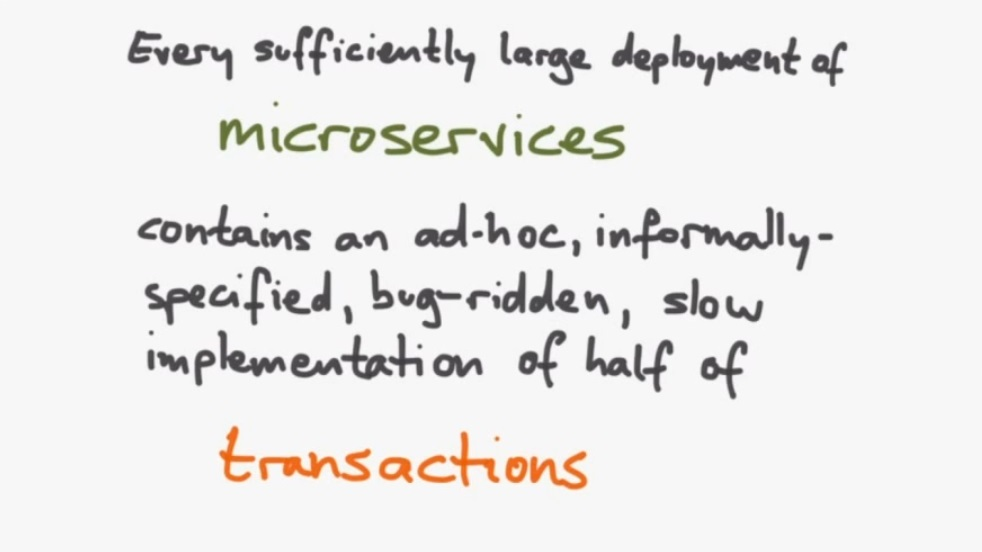 Every sufficiently large deployment of
microservices
contains an ad-hoc, informally-
specified, bug-ridden, slow
implementation of half of
transactions